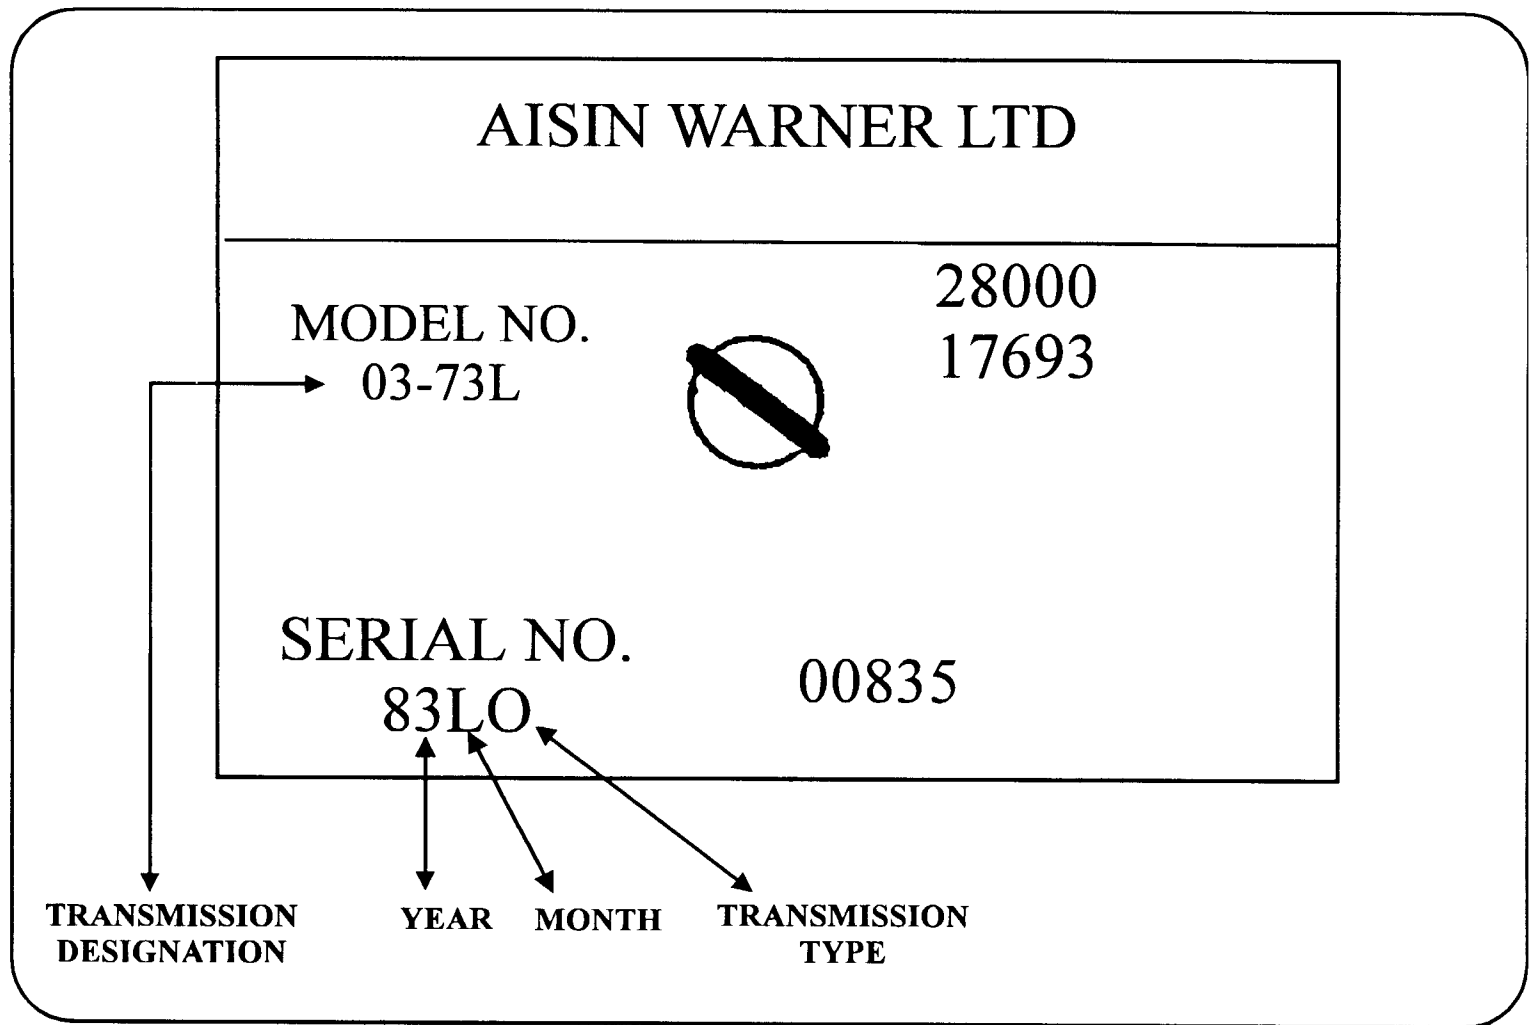 AISIN WARNER LTD
28000
MODEL NO.
17693
03-73L
SERIAL NO.
00835
83LO
TRANSMISSION
DESIGNATION
YEAR
MONTH
TRANSMISSION
TYPE